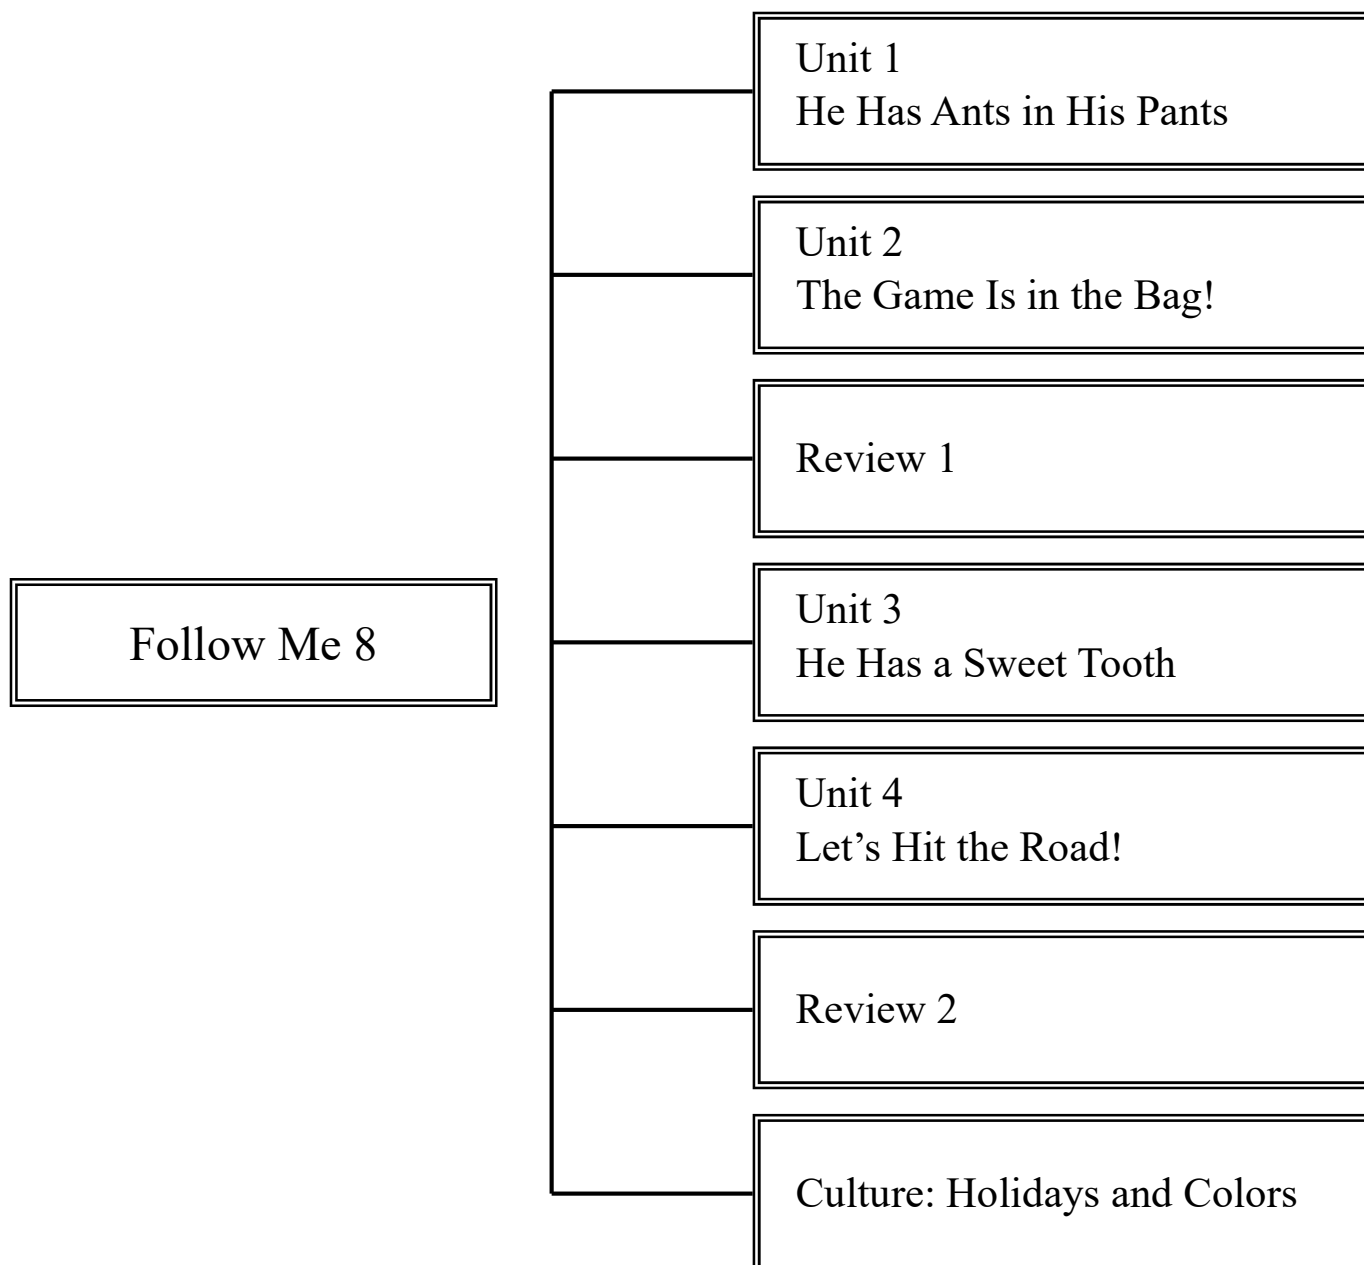 Unit 1
He Has Ants in His Pants
Unit 2
The Game Is in the Bag!
Review 1
Follow Me 8
Unit 3
He Has a Sweet Tooth
Unit 4
Let’s Hit the Road!
Review 2
Culture: Holidays and Colors